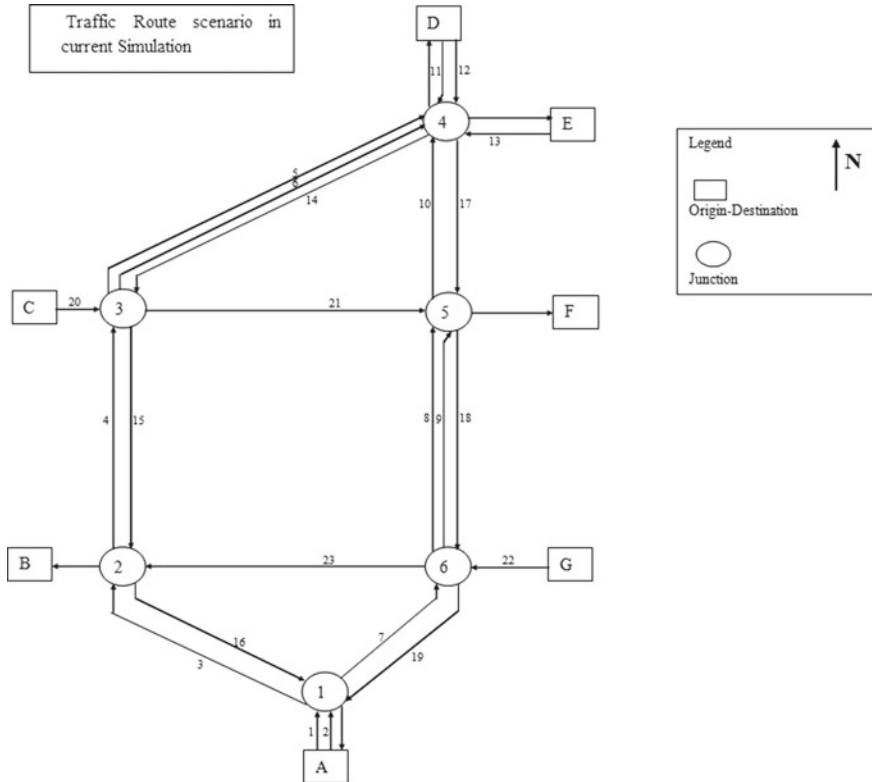 Traffic Route scenario in
current Simulation
D
11
12
4
E
13
Legend
N
Origin-Destination
Junction
5
6
14
10
17
C
20
3
21
5
F
4
15
8
9
18
B
2
23
6
22
G
16
7
3
19
1
1
2
A